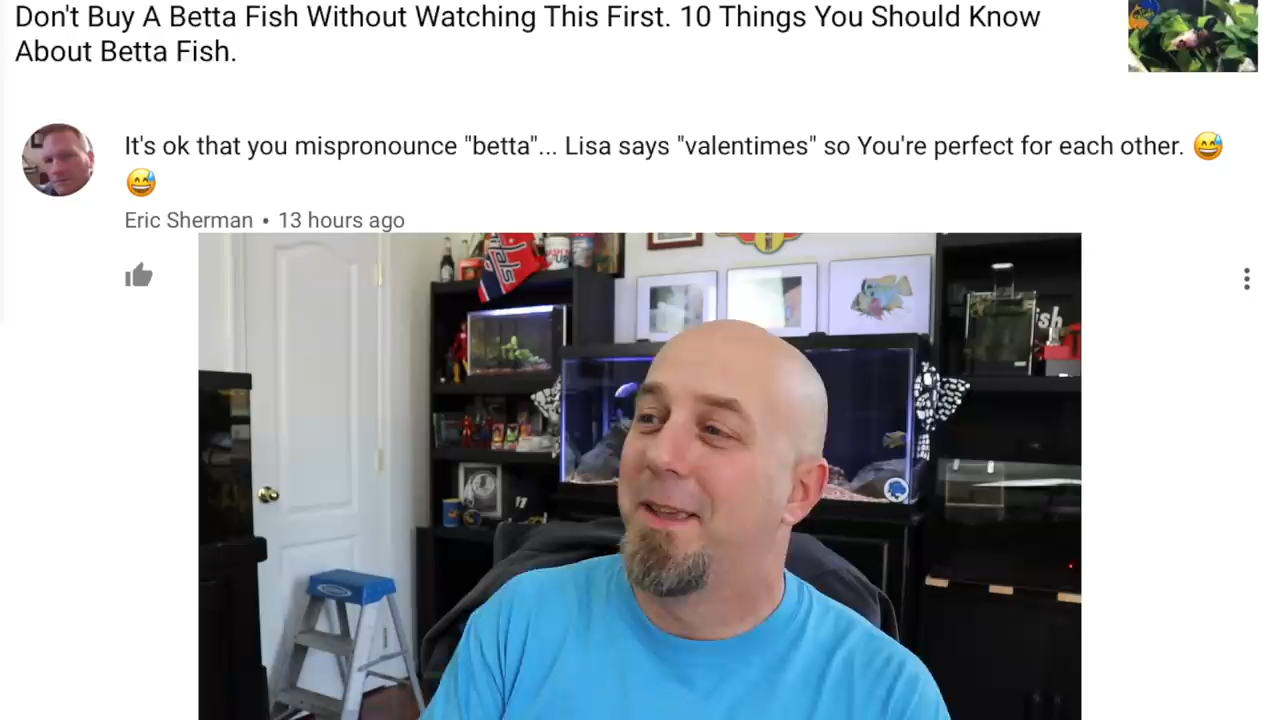 Don't Buy A Betta Fish Without Watching This First. 10 Things You Should Know
About Betta Fish.
It's ok that you mispronounce "betta"... Lisa says "valentimes" so You're perfect for each other. 😅
😅
Eric Sherman • 13 hours ago
ish